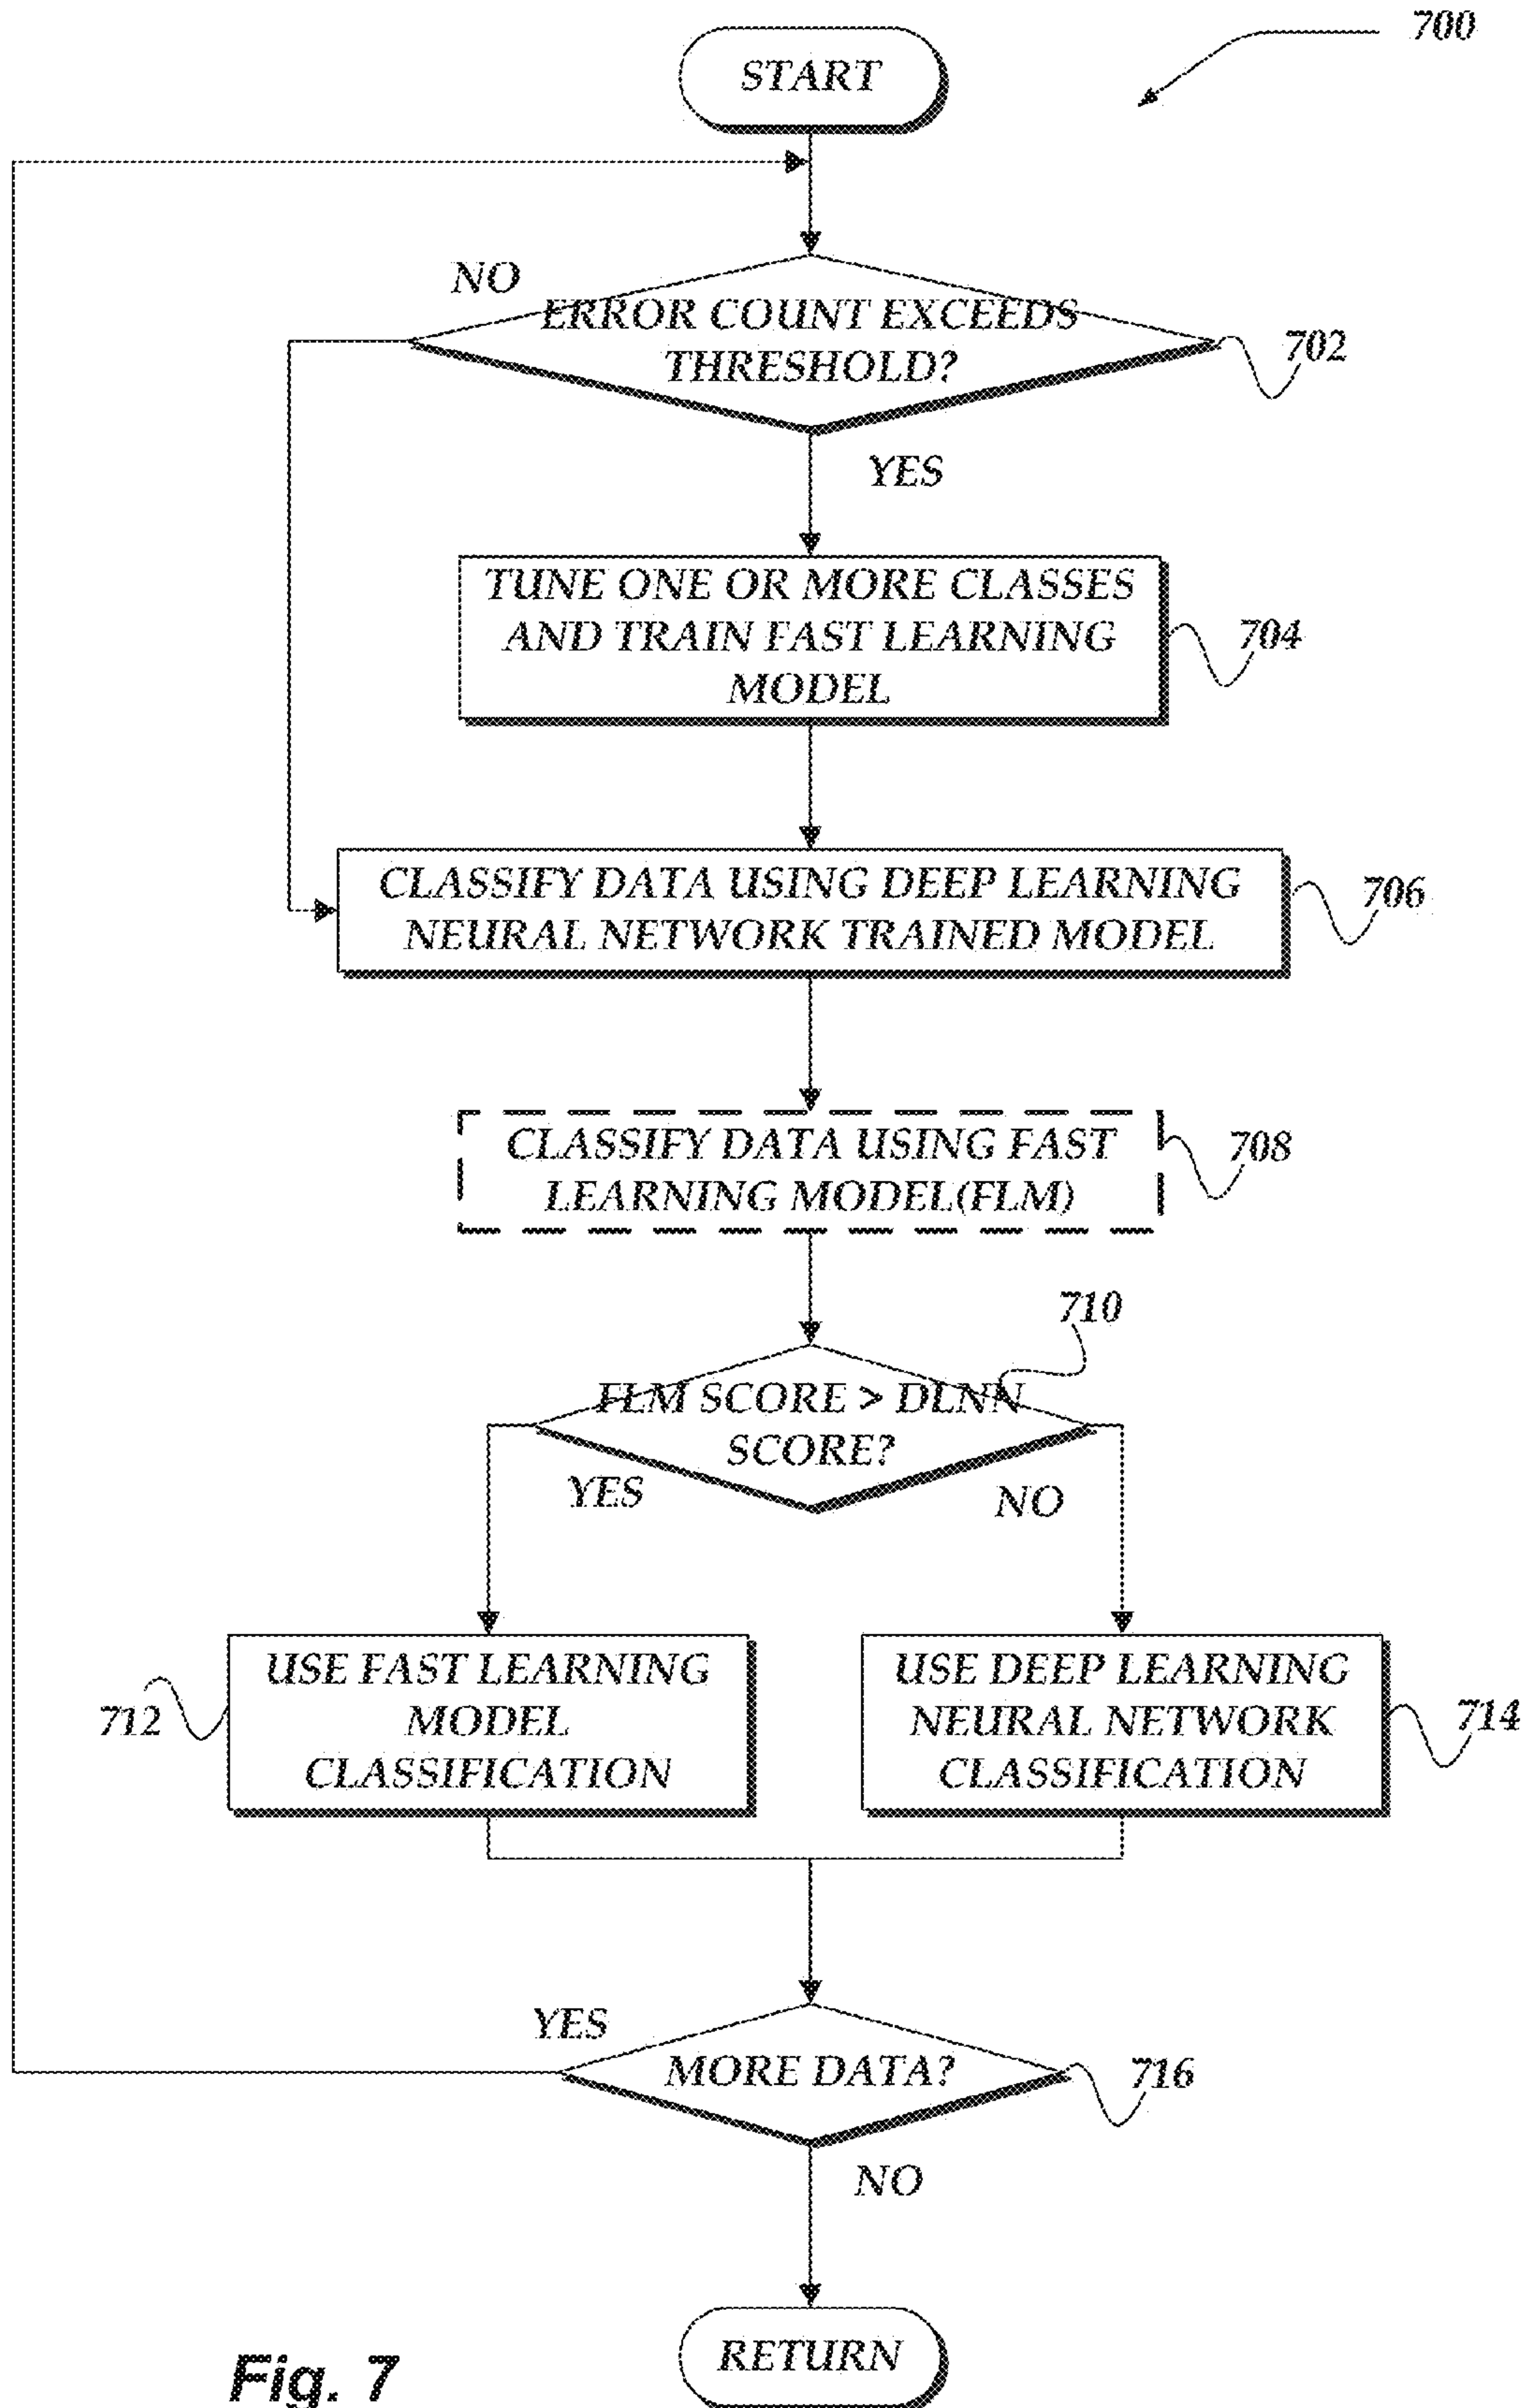 700
START
NO
ERROR COUNT EXCEEDS
THRESHOLD?
702
YES
TUNE ONE OR MORE CLASSES
AND TRAIN FAST LEARNING
MODEL
704
CLASSIFY DATA USING DEEP LEARNING
NEURAL NETWORK TRAINED MODEL
706
CLASSIFY DATA USING FAST
LEARNING MODEL(FLM)
708
710
FLM SCORE > DLNN
SCORE?
YES
NO
USE FAST LEARNING
MODEL
CLASSIFICATION
712
USE DEEP LEARNING
NEURAL NETWORK
CLASSIFICATION
714
YES
MORE DATA?
716
NO
RETURN
Fig. 7